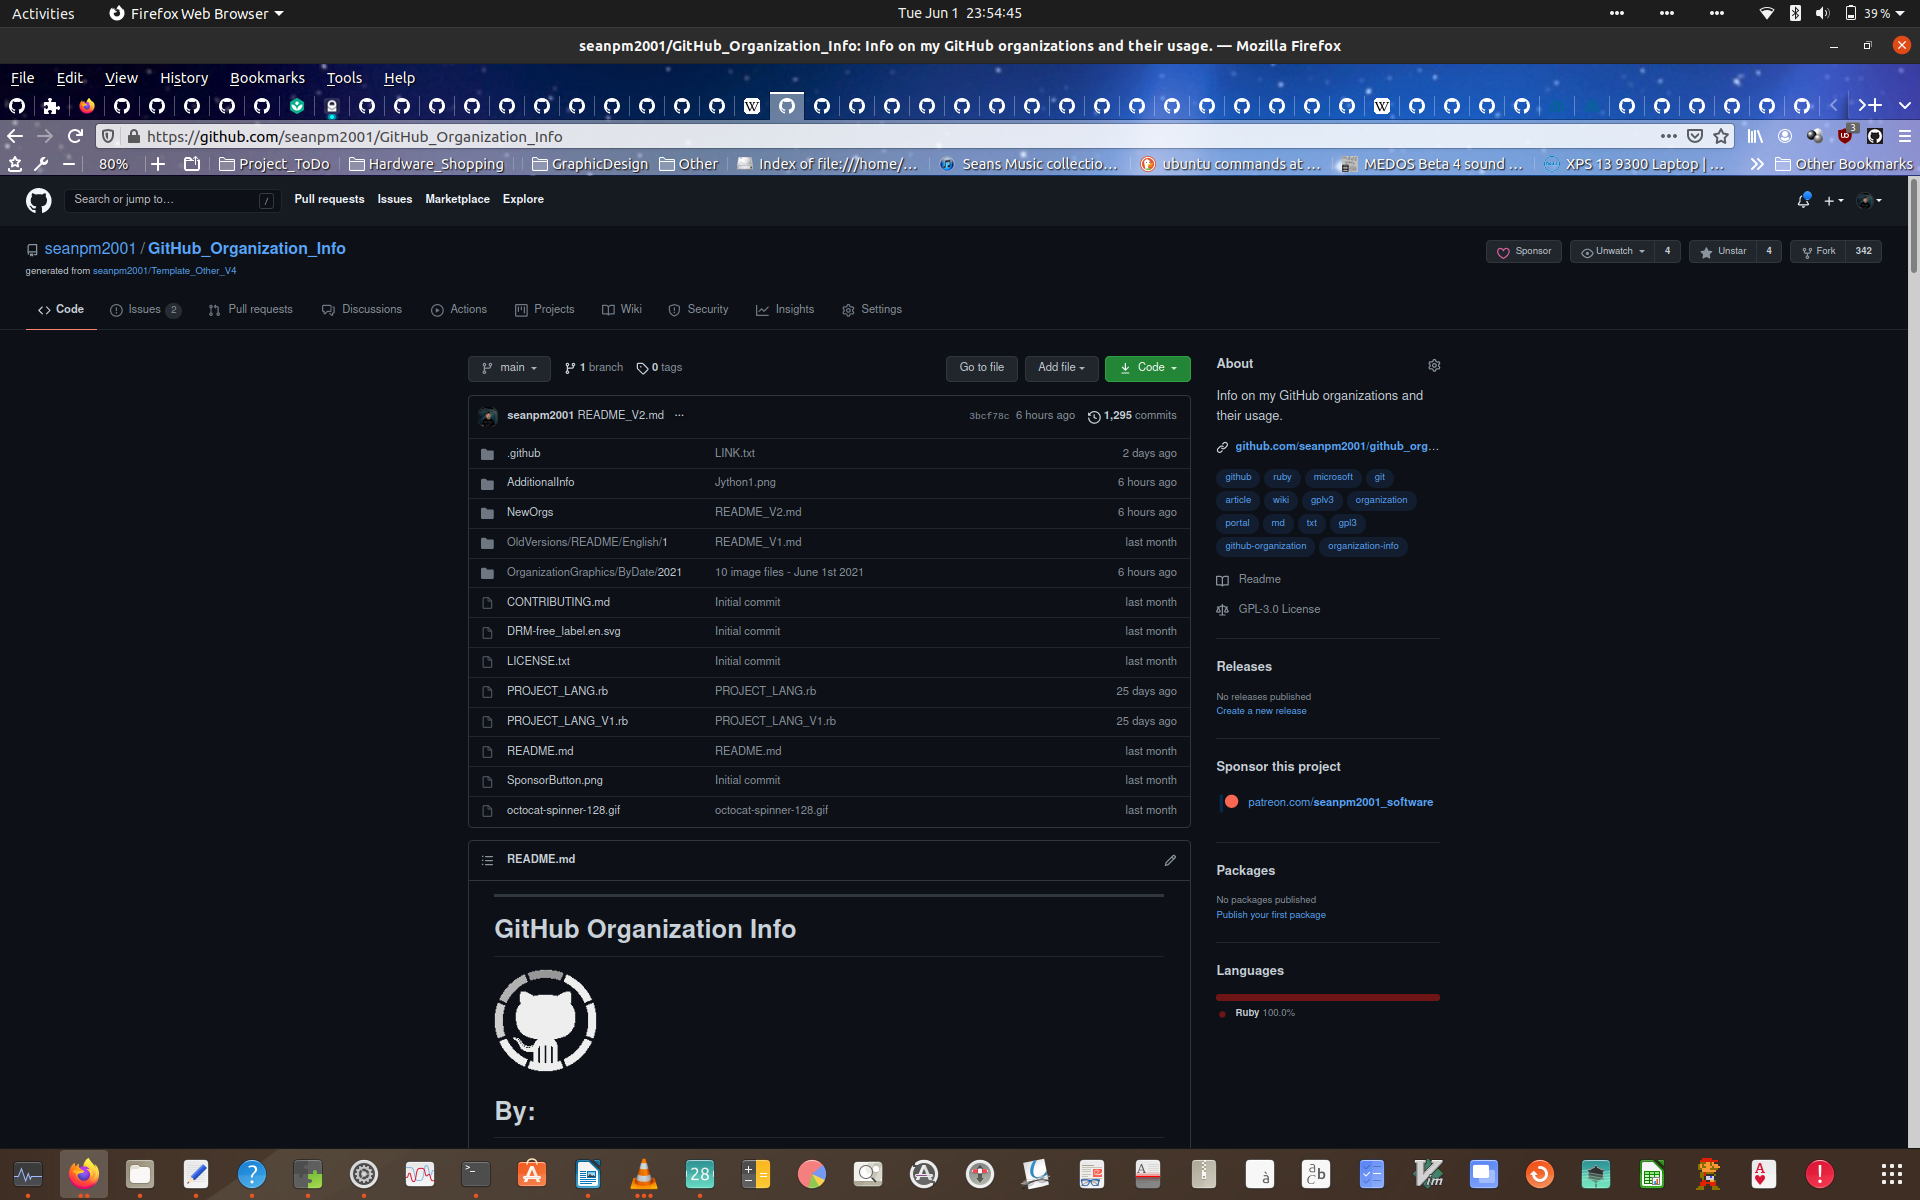 Activities
Firefox Web Browser
Tue Jun 1 23:54:45
39 %
seanpm2001/GitHub_Organization_Info: Info on my GitHub organizations and their usage. — Mozilla Firefox
File Edit View History Bookmarks Tools Help
https://github.com/seanpm2001/GitHub_Organization_Info
3
80%
Project_ToDo
Hardware_Shopping
GraphicDesign
Other
Index of file:///home/...
Seans Music collectio...
ubuntu commands at ...
MEDOS Beta 4 sound ...
XPS 13 9300 Laptop | ...
Other Bookmarks
Search or jump to...
/
Pull requests Issues Marketplace Explore
seanpm2001 / GitHub_Organization_Info
generated from seanpm2001/Template_Other_V4
Sponsor
Unwatch 4
Unstar 4
Fork 342
Code
Issues 2
Pull requests
Discussions
Actions
Projects
Wiki
Security
Insights
Settings
main
1 branch
0 tags
Go to file
Add file
Code
seanpm2001 README_V2.md ...
3bcf78c 6 hours ago 1,295 commits
.github LINK.txt 2 days ago
AdditionalInfo Jython1.png 6 hours ago
NewOrgs README_V2.md 6 hours ago
OldVersions/README/English/1 README_V1.md last month
OrganizationGraphics/ByDate/2021 10 image files - June 1st 2021 6 hours ago
CONTRIBUTING.md Initial commit last month
DRM-free_label.en.svg Initial commit last month
LICENSE.txt Initial commit last month
PROJECT_LANG.rb PROJECT_LANG.rb 25 days ago
PROJECT_LANG_V1.rb PROJECT_LANG_V1.rb 25 days ago
README.md README.md last month
SponsorButton.png Initial commit last month
octocat-spinner-128.gif octocat-spinner-128.gif last month
README.md
GitHub Organization Info
By:
About
Info on my GitHub organizations and
their usage.
github.com/seanpm2001/github_org...
github ruby microsoft git
article wiki gplv3 organization
portal md txt gpl3
github-organization organization-info
Readme
GPL-3.0 License
Releases
No releases published
Create a new release
Sponsor this project
patreon.com/seanpm2001_software
Packages
No packages published
Publish your first package
Languages
Ruby 100.0%
28